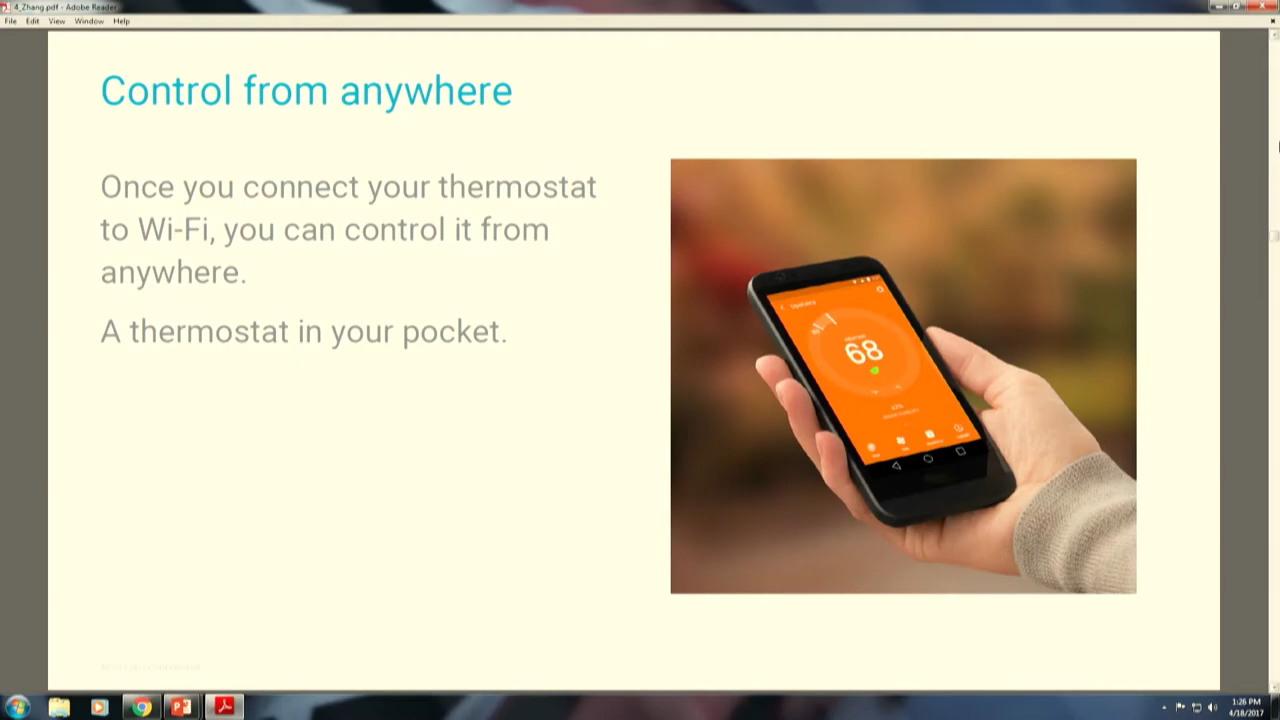 4_Zhang.pdf - Adobe Reader
File Edit View Window Help
Control from anywhere
Once you connect your thermostat
to Wi-Fi, you can control it from
anywhere.
A thermostat in your pocket.
68
1:26 PM
4/18/2017